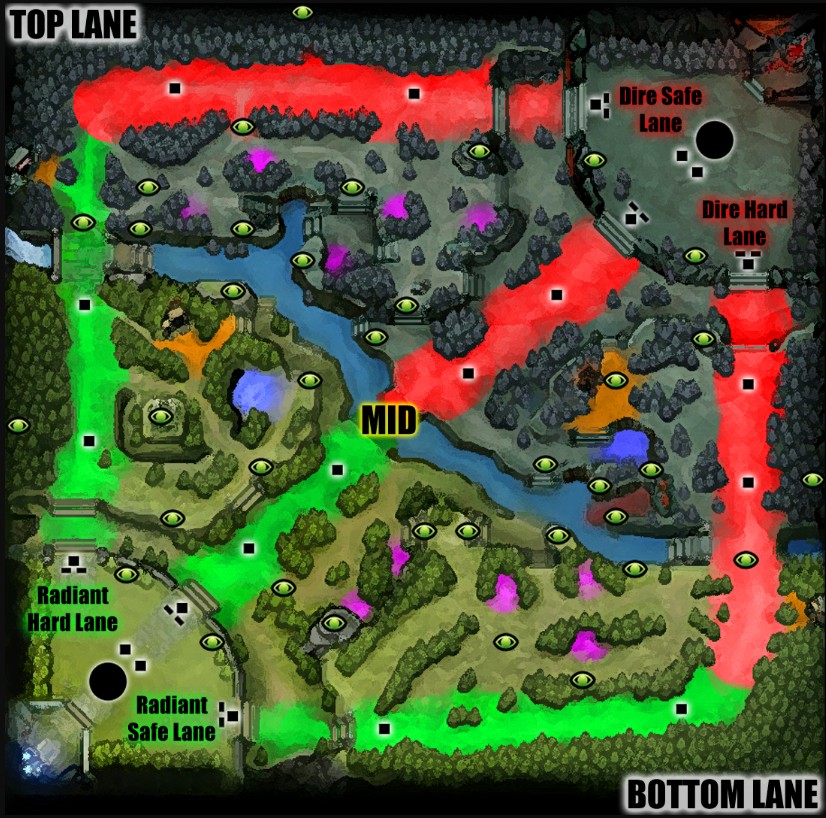 TOP LANE
Dire Safe
Lane
Dire Hard
Lane
MID
Radiant
Hard Lane
Radiant
Safe Lane
BOTTOM LANE